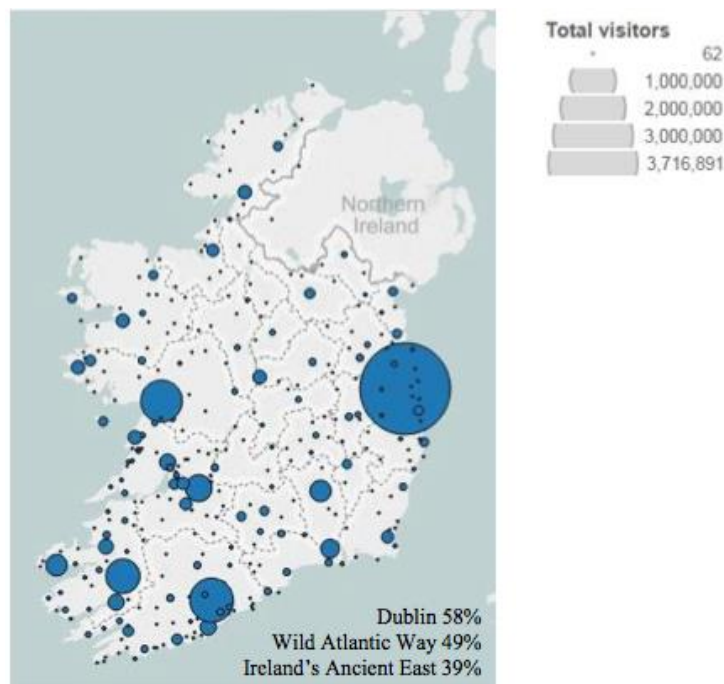 Total visitors
62
1,000,000
2,000,000
3,000,000
3,716,891
Northern
Ireland
Dublin 58%
Wild Atlantic Way 49%
Ireland's Ancient East 39%